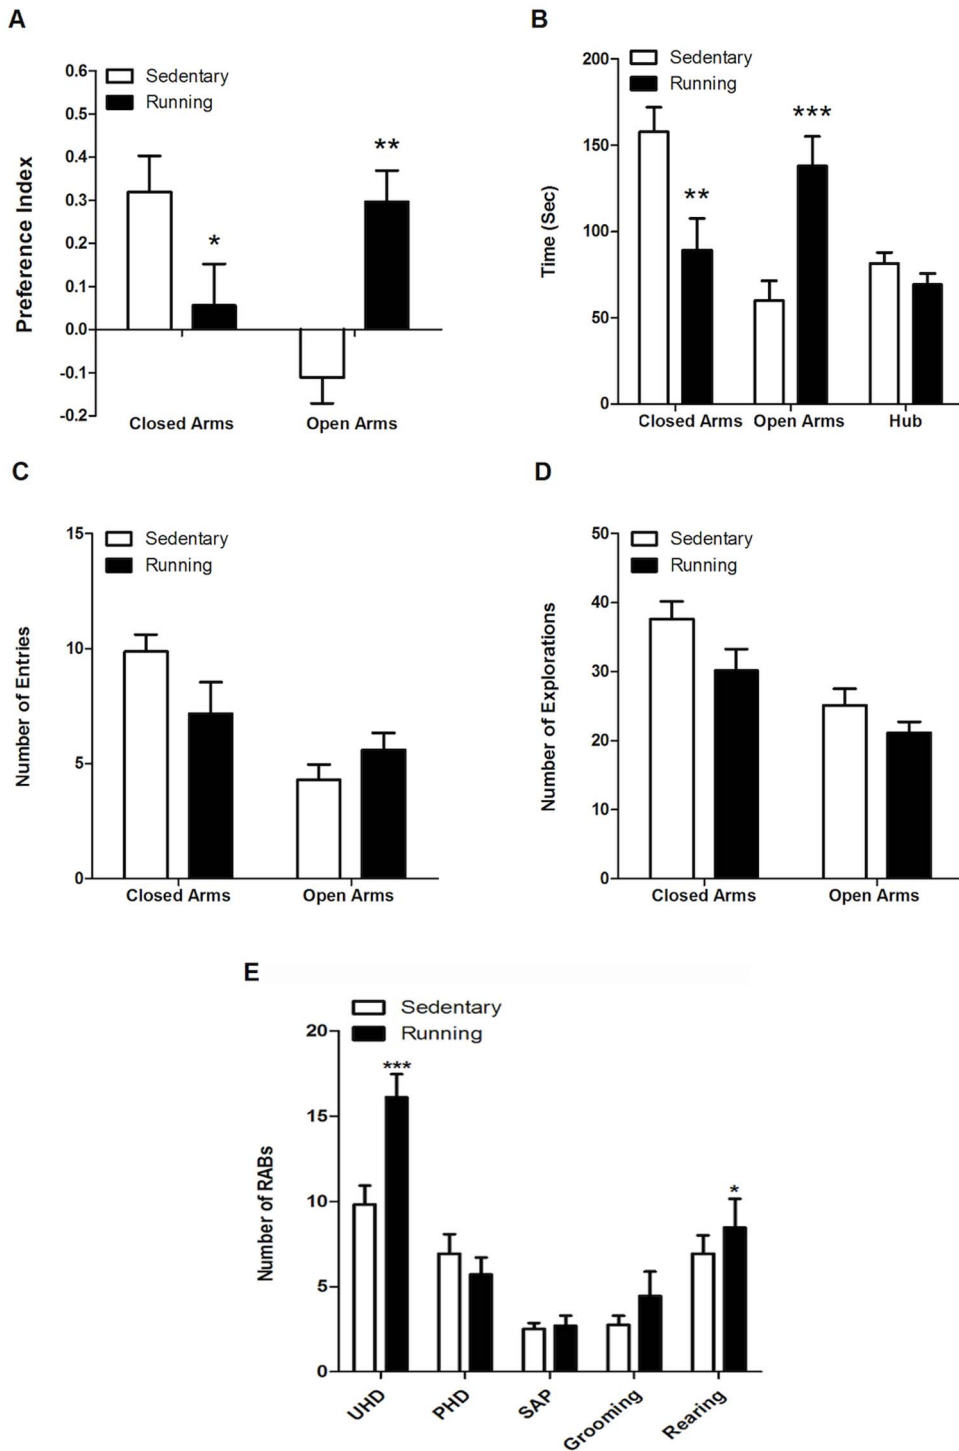 A
Sedentary
Running
Preference Index
0.6
0.5
0.4
0.3
0.2
0.1
0.0
-0.1
-0.2
*
**
Closed Arms
Open Arms
B
Sedentary
Running
Time (Sec)
200
150
100
50
0
**
***
Closed Arms
Open Arms
Hub
C
Sedentary
Running
Number of Entries
15
10
5
0
Closed Arms
Open Arms
D
Sedentary
Running
Number of Explorations
50
40
30
20
10
0
Closed Arms
Open Arms
E
Sedentary
Running
Number of RABs
20
15
10
5
0
***
*
UHD
PHD
SAP
Grooming
Rearing